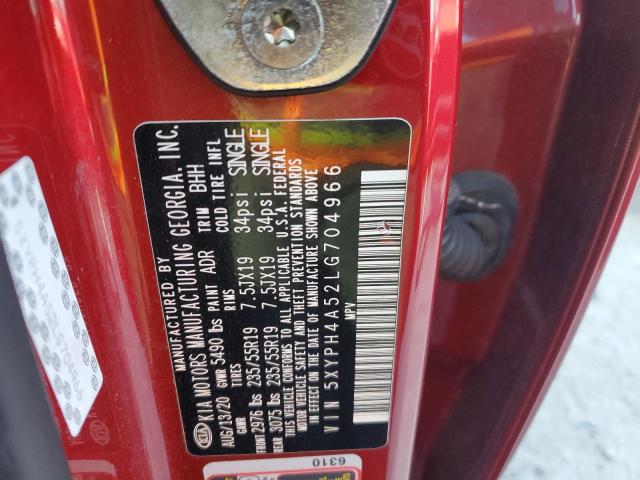 MANUFACTURED BY
KIA KIA MOTORS MANUFACTURING GEORGIA. INC.
AUG/13/20 GVWR 5490 lbs PAINT ADR TRIM BHH
GAWR TIRES RIMS COLD TIRE INFL
FRONT 2976 lbs 235/55R19 7.5JX19 34psi SINGLE
REAR 3075 lbs 235/55R19 7.5JX19 34psi SINGLE
THIS VEHICLE CONFORMS TO ALL APPLICABLE U.S.A. FEDERAL
MOTOR VEHICLE SAFETY AND THEFT PREVENTION STANDARDS
IN EFFECT ON THE DATE OF MANUFACTURE SHOWN ABOVE
VIN 5XYPH4A52LG704966
MPV
6310